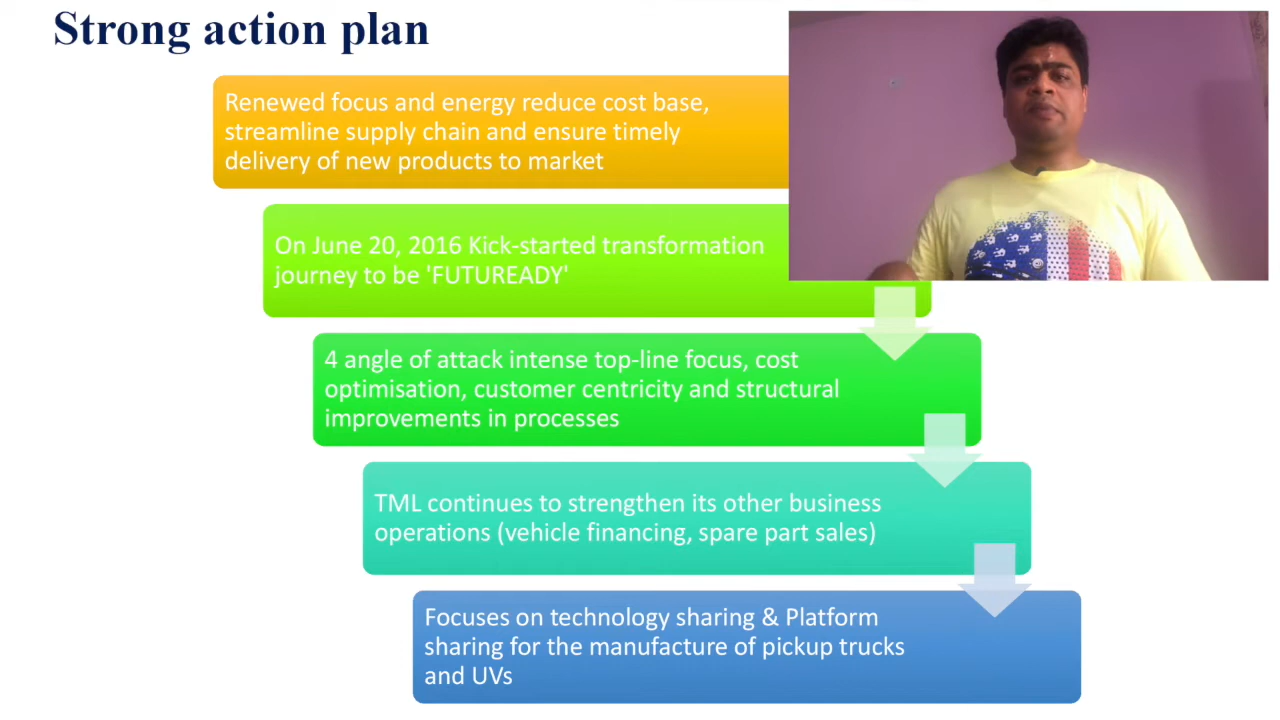 Strong action plan
Renewed focus and energy reduce cost base,
streamline supply chain and ensure timely
delivery of new products to market
On June 20, 2016 Kick-started transformation
journey to be 'FUTUREADY'
4 angle of attack intense top-line focus, cost
optimisation, customer centricity and structural
improvements in processes
TML continues to strengthen its other business
operations (vehicle financing, spare part sales)
Focuses on technology sharing & Platform
sharing for the manufacture of pickup trucks
and UVs